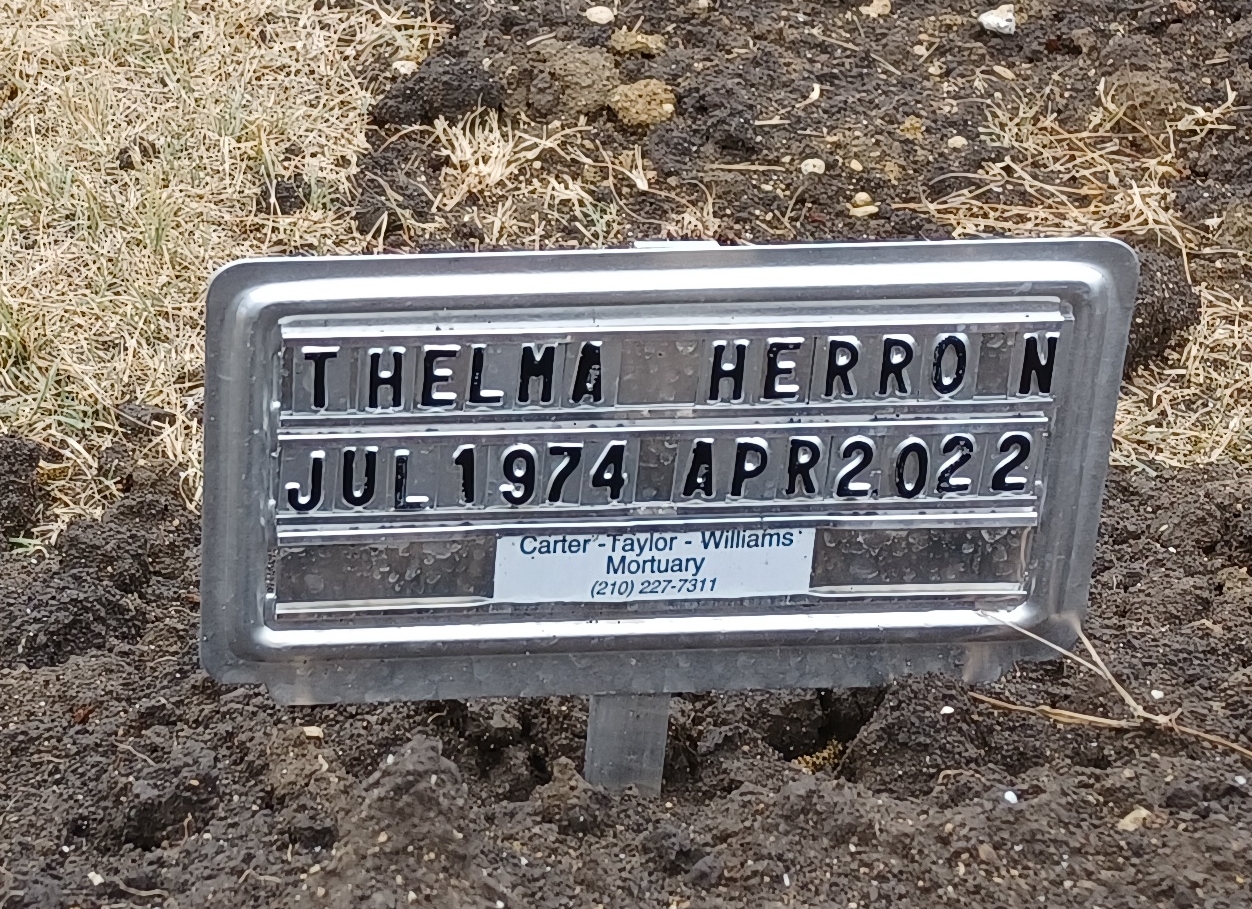 THELMA HERRON
JUL 1974 APR 2022
Carter-Taylor-Williams
Mortuary
(210) 227-7311